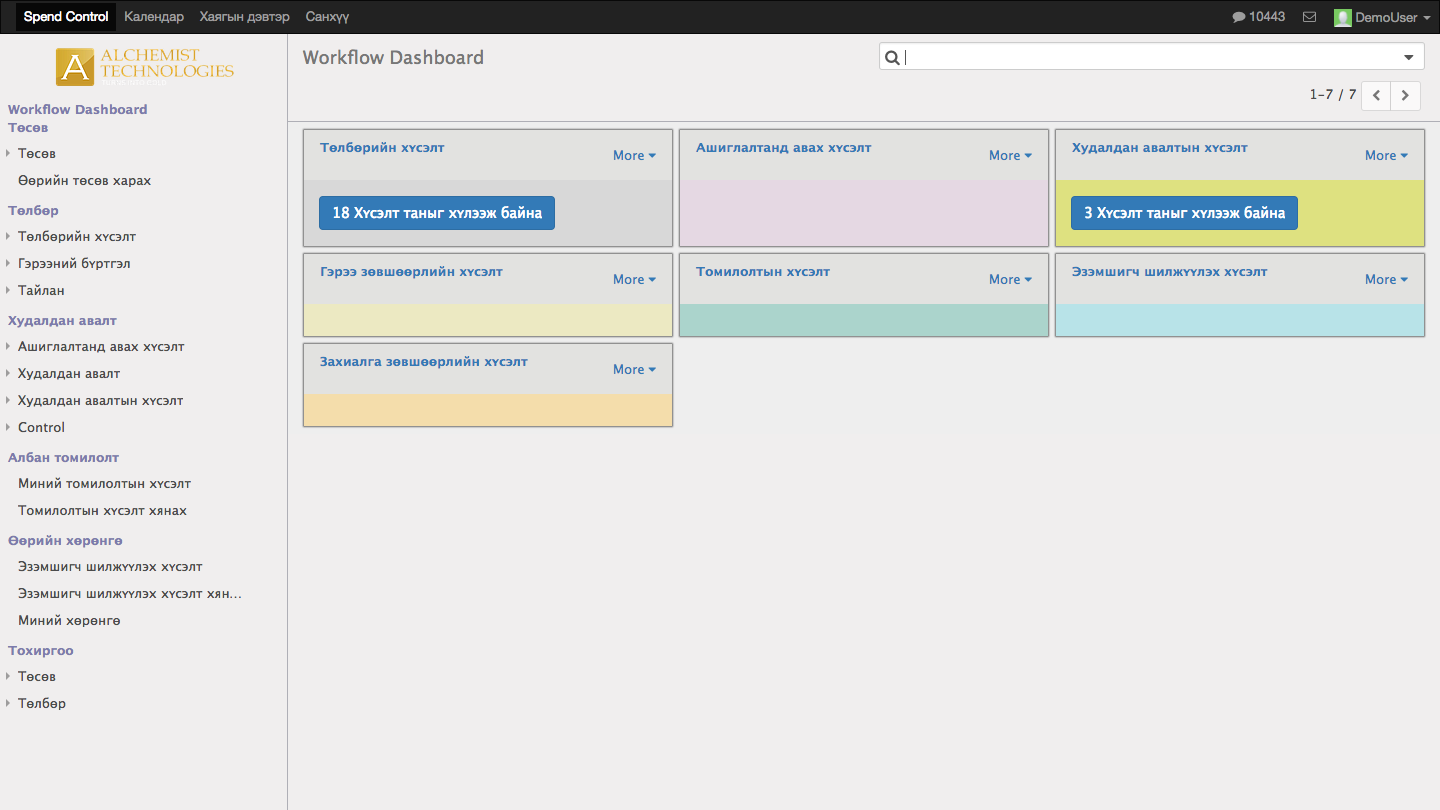 Spend Control Календар Хаягын дэвтэр Санхүү 10443 DemoUser
ALCHEMIST
TECHNOLOGIES
Workflow Dashboard
Төсөв
Төсөв
Өөрийн төсөв харах
Төлбөр
Төлбөрийн хүсэлт
Гэрээний бүртгэл
Тайлан
Худалдан авалт
Ашиглалтанд авах хүсэлт
Худалдан авалт
Худалдан авалтын хүсэлт
Control
Албан томилолт
Миний томилолтын хүсэлт
Томилолтын хүсэлт хянах
Өөрийн хөрөнгө
Эзэмшигч шилжүүлэх хүсэлт
Эзэмшигч шилжүүлэх хүсэлт хян...
Миний хөрөнгө
Тохиргоо
Төсөв
Төлбөр
Workflow Dashboard
1-7 / 7
Төлбөрийн хүсэлт More
18 Хүсэлт таныг хүлээж байна
Ашиглалтанд авах хүсэлт More
Худалдан авалтын хүсэлт More
3 Хүсэлт таныг хүлээж байна
Гэрээ зөвшөөрлийн хүсэлт More
Томилолтын хүсэлт More
Эзэмшигч шилжүүлэх хүсэлт More
Захиалга зөвшөөрлийн хүсэлт More